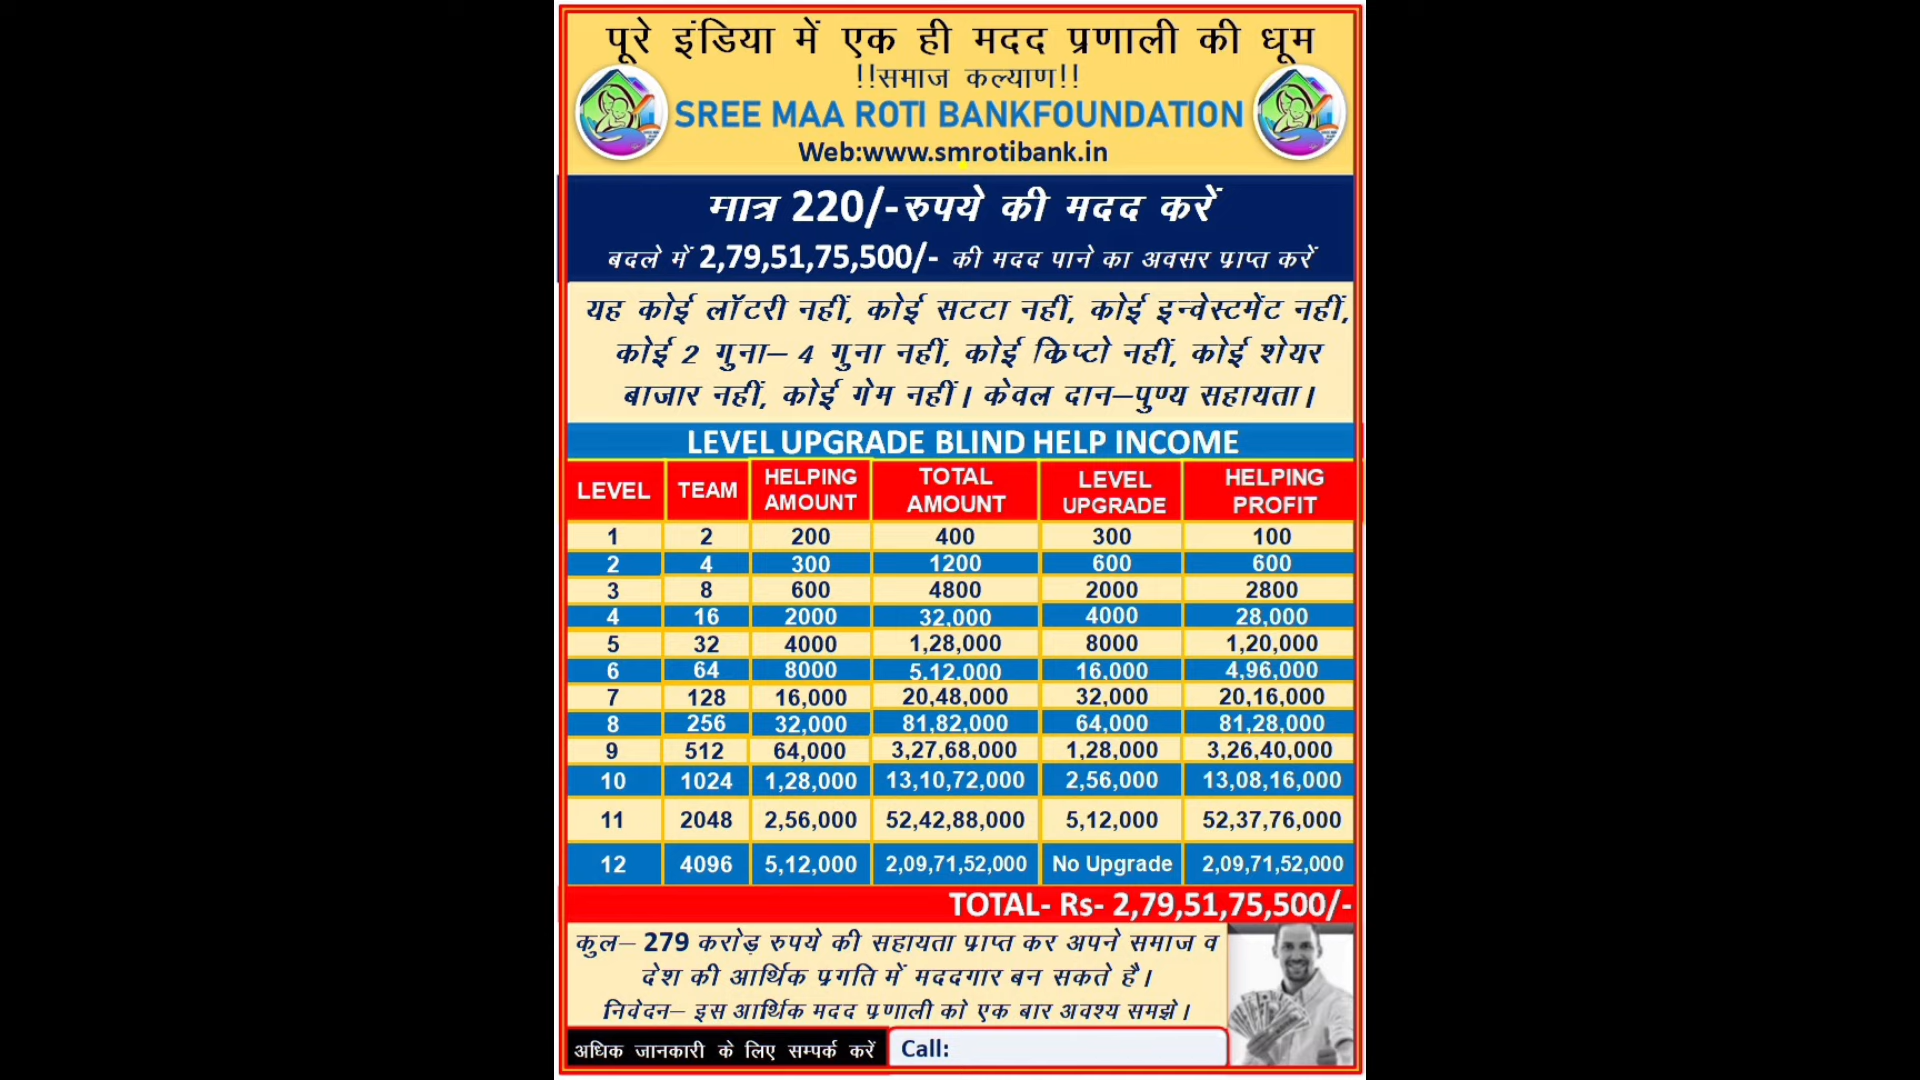 पूरे इंडिया में एक ही मदद प्रणाली की धूम
!!समाज कल्याण!!
SREE MAA ROTI BANKFOUNDATION
Web:www.smrotibank.in
मात्र 220/-रुपये की मदद करें
बदले में 2,79,51,75,500/- की मदद पाने का अवसर प्राप्त करें
यह कोई लॉटरी नहीं, कोई सटटा नहीं, कोई इन्वेस्टमेंट नहीं,
कोई 2 गुना– 4 गुना नहीं, कोई क्रिप्टो नहीं, कोई शेयर
बाजार नहीं, कोई गेम नहीं। केवल दान–पुण्य सहायता।
LEVEL UPGRADE BLIND HELP INCOME
LEVEL TEAM HELPING AMOUNT TOTAL AMOUNT LEVEL UPGRADE HELPING PROFIT
1 2 200 400 300 100
2 4 300 1200 600 600
3 8 600 4800 2000 2800
4 16 2000 32,000 4000 28,000
5 32 4000 1,28,000 8000 1,20,000
6 64 8000 5,12,000 16,000 4,96,000
7 128 16,000 20,48,000 32,000 20,16,000
8 256 32,000 81,82,000 64,000 81,28,000
9 512 64,000 3,27,68,000 1,28,000 3,26,40,000
10 1024 1,28,000 13,10,72,000 2,56,000 13,08,16,000
11 2048 2,56,000 52,42,88,000 5,12,000 52,37,76,000
12 4096 5,12,000 2,09,71,52,000 No Upgrade 2,09,71,52,000
TOTAL- Rs- 2,79,51,75,500/-
कुल– 279 करोड़ रुपये की सहायता प्राप्त कर अपने समाज व
देश की आर्थिक प्रगति में मददगार बन सकते है।
निवेदन– इस आर्थिक मदद प्रणाली को एक बार अवश्य समझे।
अधिक जानकारी के लिए सम्पर्क करें Call: